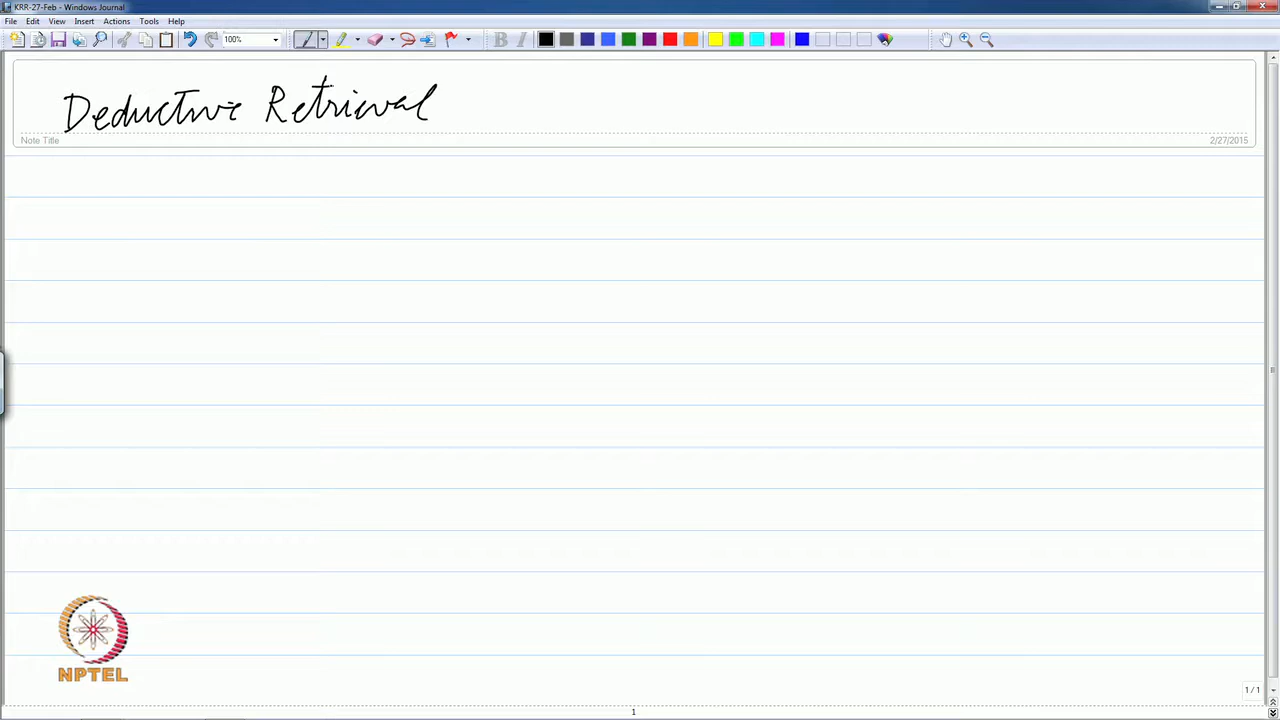 KRR-27-Feb - Windows Journal
File Edit View Insert Actions Tools Help
100%
B I
Deductive Retrieval
Note Title
2/27/2015
NPTEL
1 / 1
1